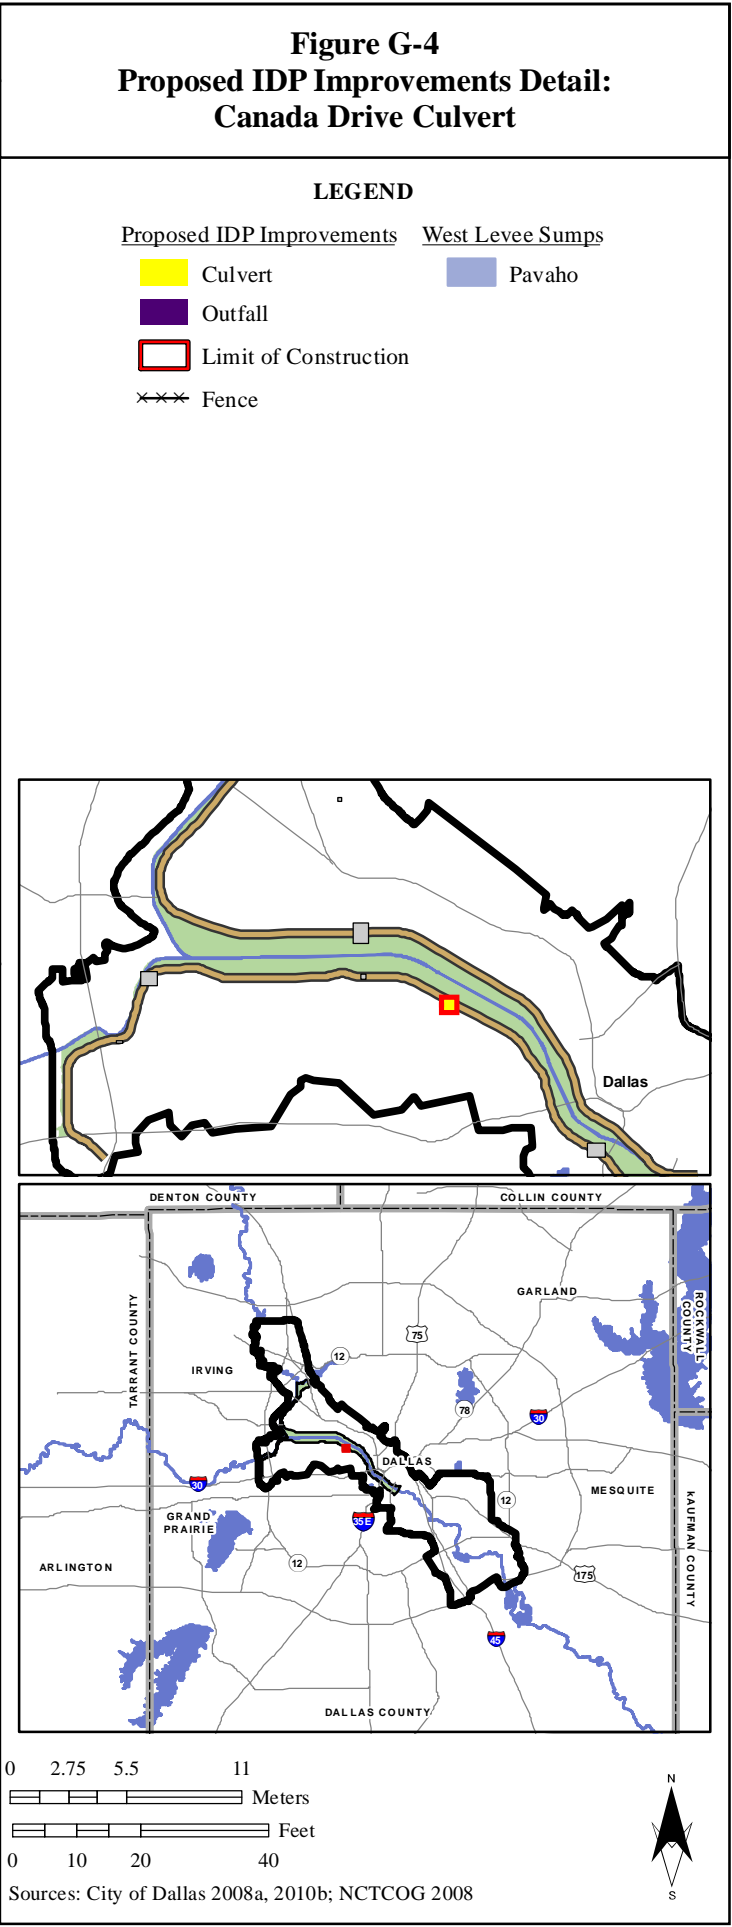 Figure G-4
Proposed IDP Improvements Detail:
Canada Drive Culvert
LEGEND
Proposed IDP Improvements West Levee Sumps
Culvert Pavaho
Outfall
Limit of Construction
Fence
Dallas
DENTON COUNTY COLLIN COUNTY
TARRANT COUNTY
GARLAND
ROCKWALL
COUNTY
75
12
IRVING
78
30
DALLAS
30
MESQUITE
12
GRAND
PRAIRIE
35E
KAUFMAN COUNTY
12
ARLINGTON
175
45
DALLAS COUNTY
0 2.75 5.5 11
Meters
Feet
0 10 20 40
N
S
Sources: City of Dallas 2008a, 2010b; NCTCOG 2008